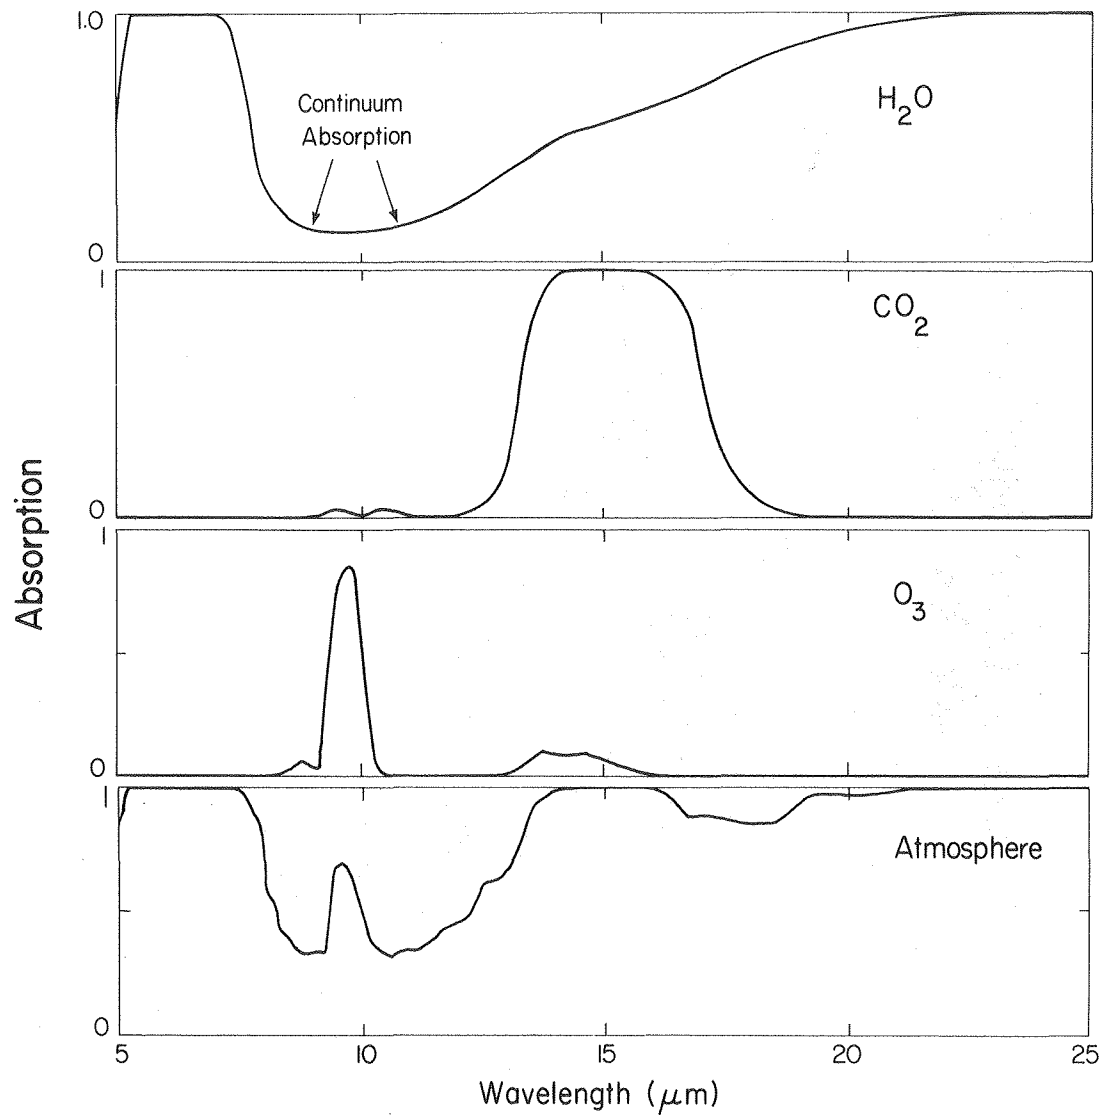 1.0
Continuum
Absorption
H₂O
0
1
CO₂
0
Absorption
O₃
0
1
Atmosphere
0
5 10 15 20 25
Wavelength (μm)